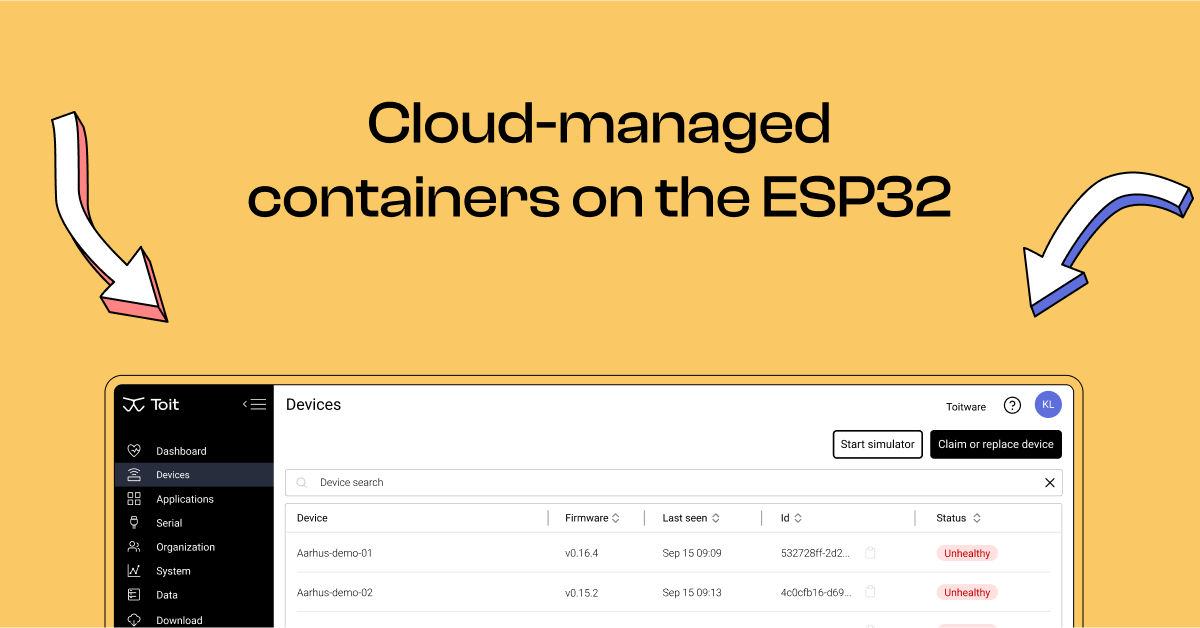 Cloud-managed
containers on the ESP32
Toit
Devices
Toitware
?
KL
Start simulator
Claim or replace device
Dashboard
Devices
Applications
Serial
Organization
System
Data
Download
Device search
Device Firmware Last seen Id Status
Aarhus-demo-01 v0.16.4 Sep 15 09:09 532728ff-2d2... Unhealthy
Aarhus-demo-02 v0.15.2 Sep 15 09:13 4c0cfb16-d69... Unhealthy